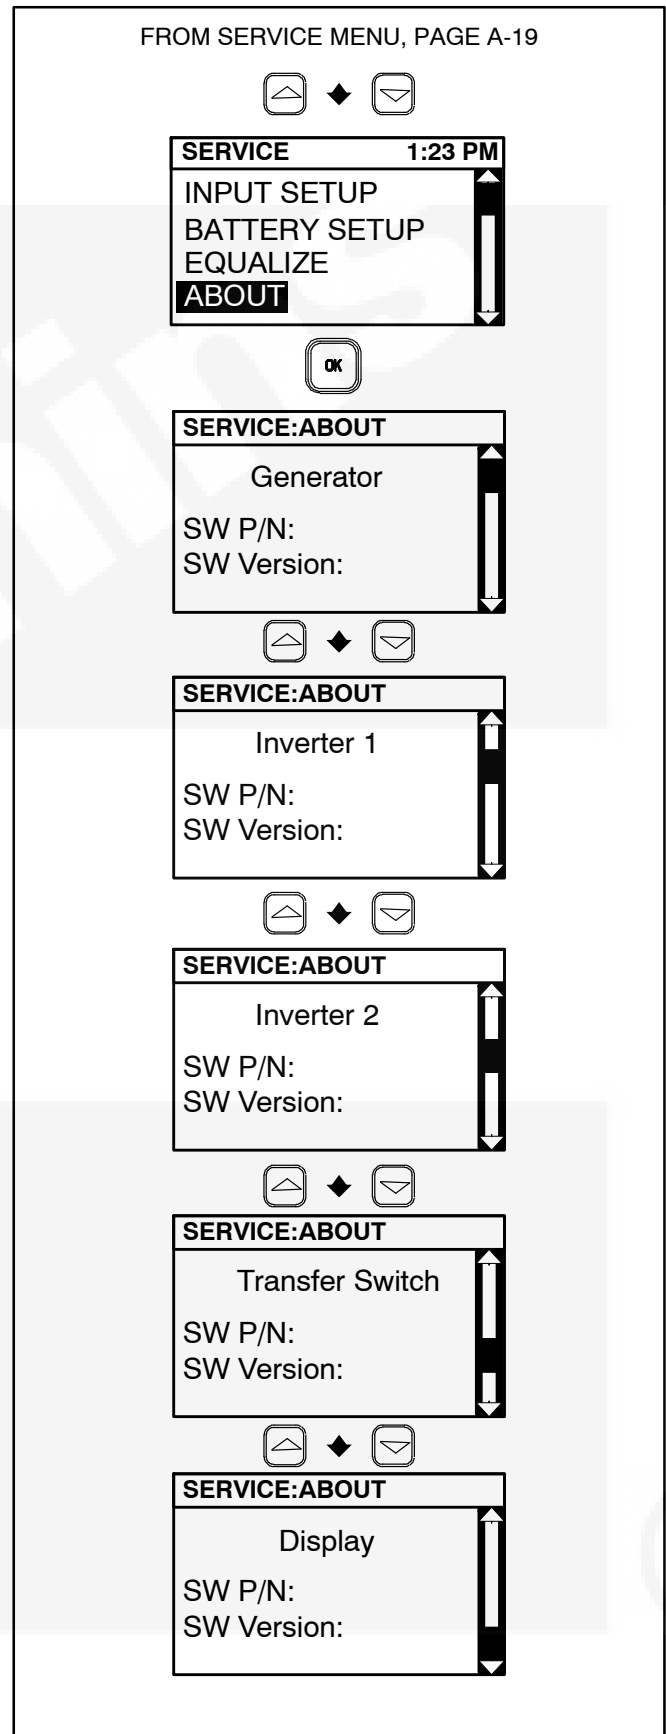 FROM SERVICE MENU, PAGE A-19
SERVICE 1:23 PM
INPUT SETUP
BATTERY SETUP
EQUALIZE
ABOUT
OK
SERVICE:ABOUT
Generator
SW P/N:
SW Version:
SERVICE:ABOUT
Inverter 1
SW P/N:
SW Version:
SERVICE:ABOUT
Inverter 2
SW P/N:
SW Version:
SERVICE:ABOUT
Transfer Switch
SW P/N:
SW Version:
SERVICE:ABOUT
Display
SW P/N:
SW Version: